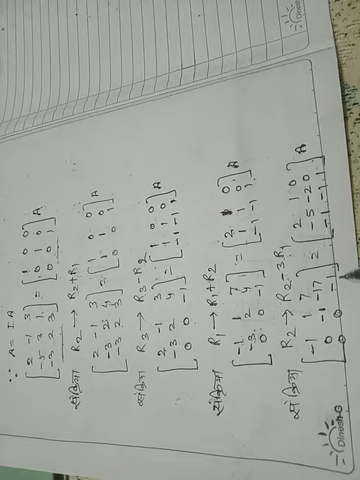 ∵ A = IA
[2 -1 3; -5 3 1; -3 2 3] = [1 0 0; 0 1 0; 0 0 1] A
संक्रिया R2 → R2 + R1
[2 -1 3; -3 2 4; -3 2 3] = [1 0 0; 1 1 0; 0 0 1] A
संक्रिया R3 → R3 - R2
[2 -1 3; -3 2 4; 0 0 -1] = [1 0 0; 1 1 0; -1 -1 1] A
संक्रिया R1 → R1 + R2
[-1 1 7; -3 2 4; 0 0 -1] = [2 1 0; 1 1 0; -1 -1 1] A
संक्रिया R2 → R2 - 3R1
[-1 1 7; 0 -1 -17; 0 0 -1] = [2 1 0; -5 -2 0; -1 -1 1] A
Dinesh